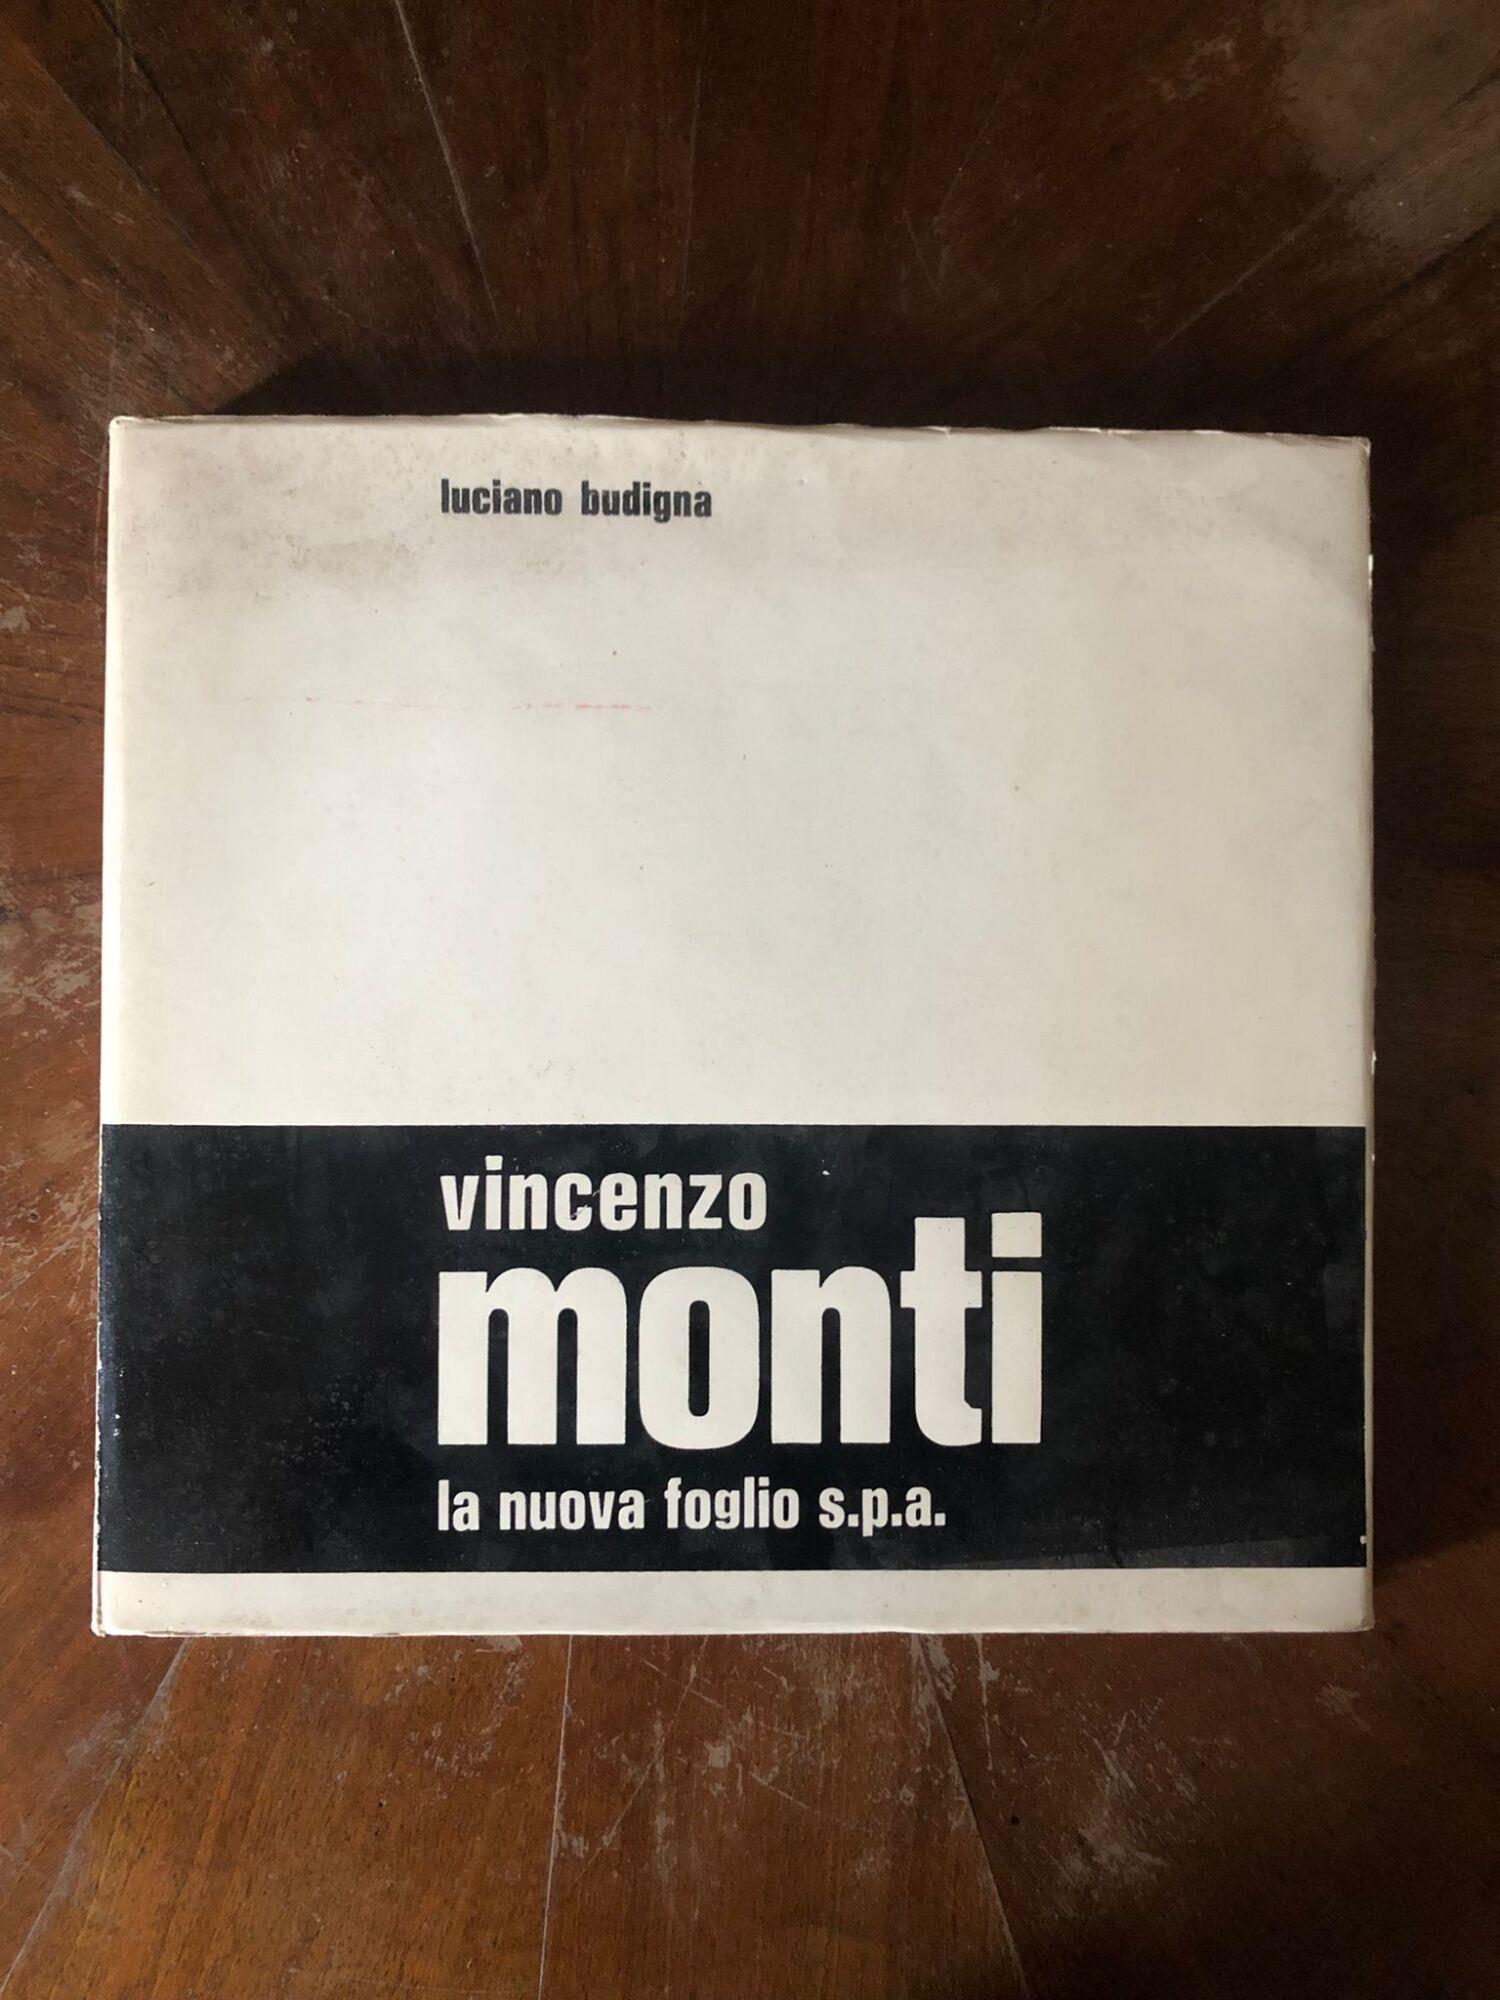 luciano budigna
vincenzo
monti
la nuova foglio s.p.a.